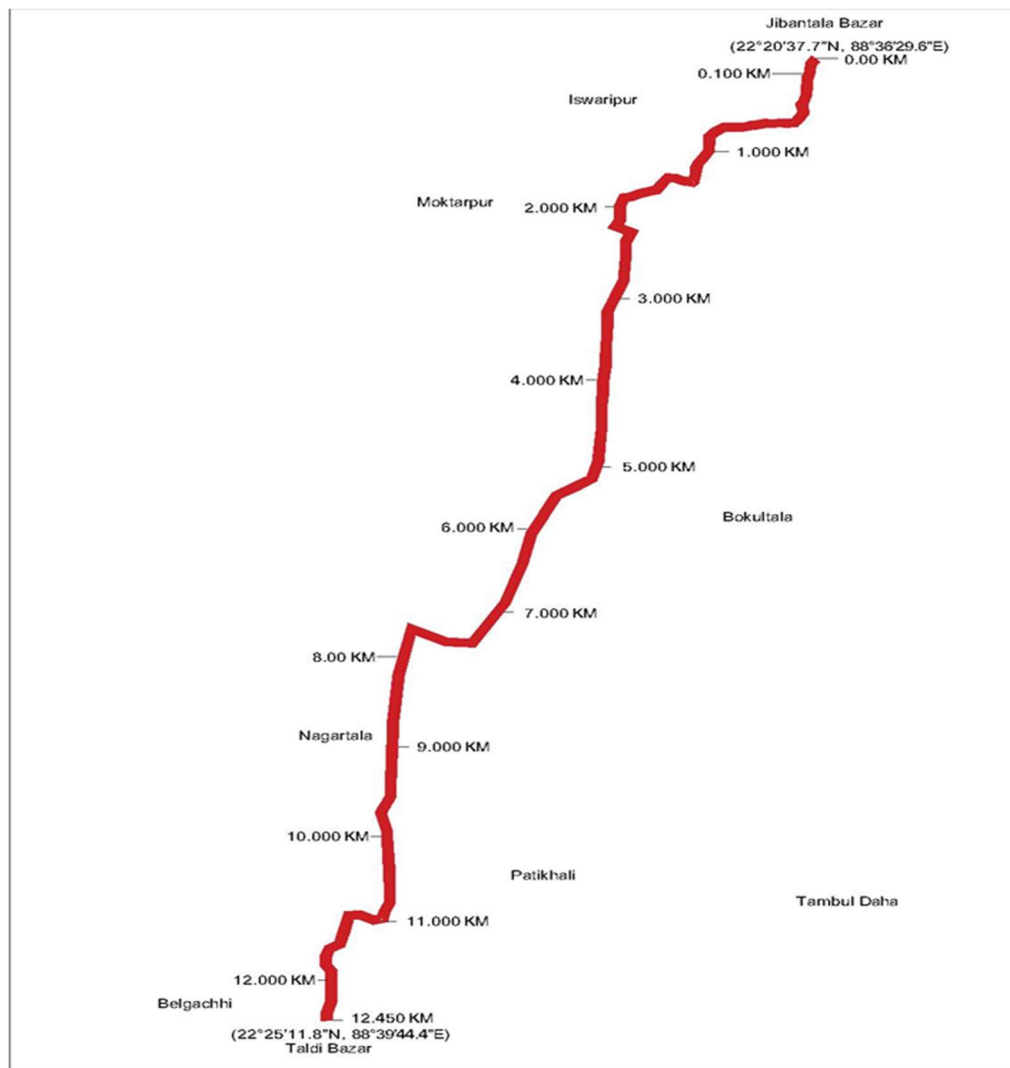 Jibantala Bazar
(22°20'37.7"N, 88°36'29.6"E)
0.00 KM
0.100 KM
Iswaripur
1.000 KM
Moktarpur
2.000 KM
3.000 KM
4.000 KM
5.000 KM
Bokultala
6.000 KM
7.000 KM
8.00 KM
Nagartala
9.000 KM
10.000 KM
Patikhali
Tambul Daha
11.000 KM
12.000 KM
Belgachhi
12.450 KM
(22°25'11.8"N, 88°39'44.4"E)
Taldi Bazar